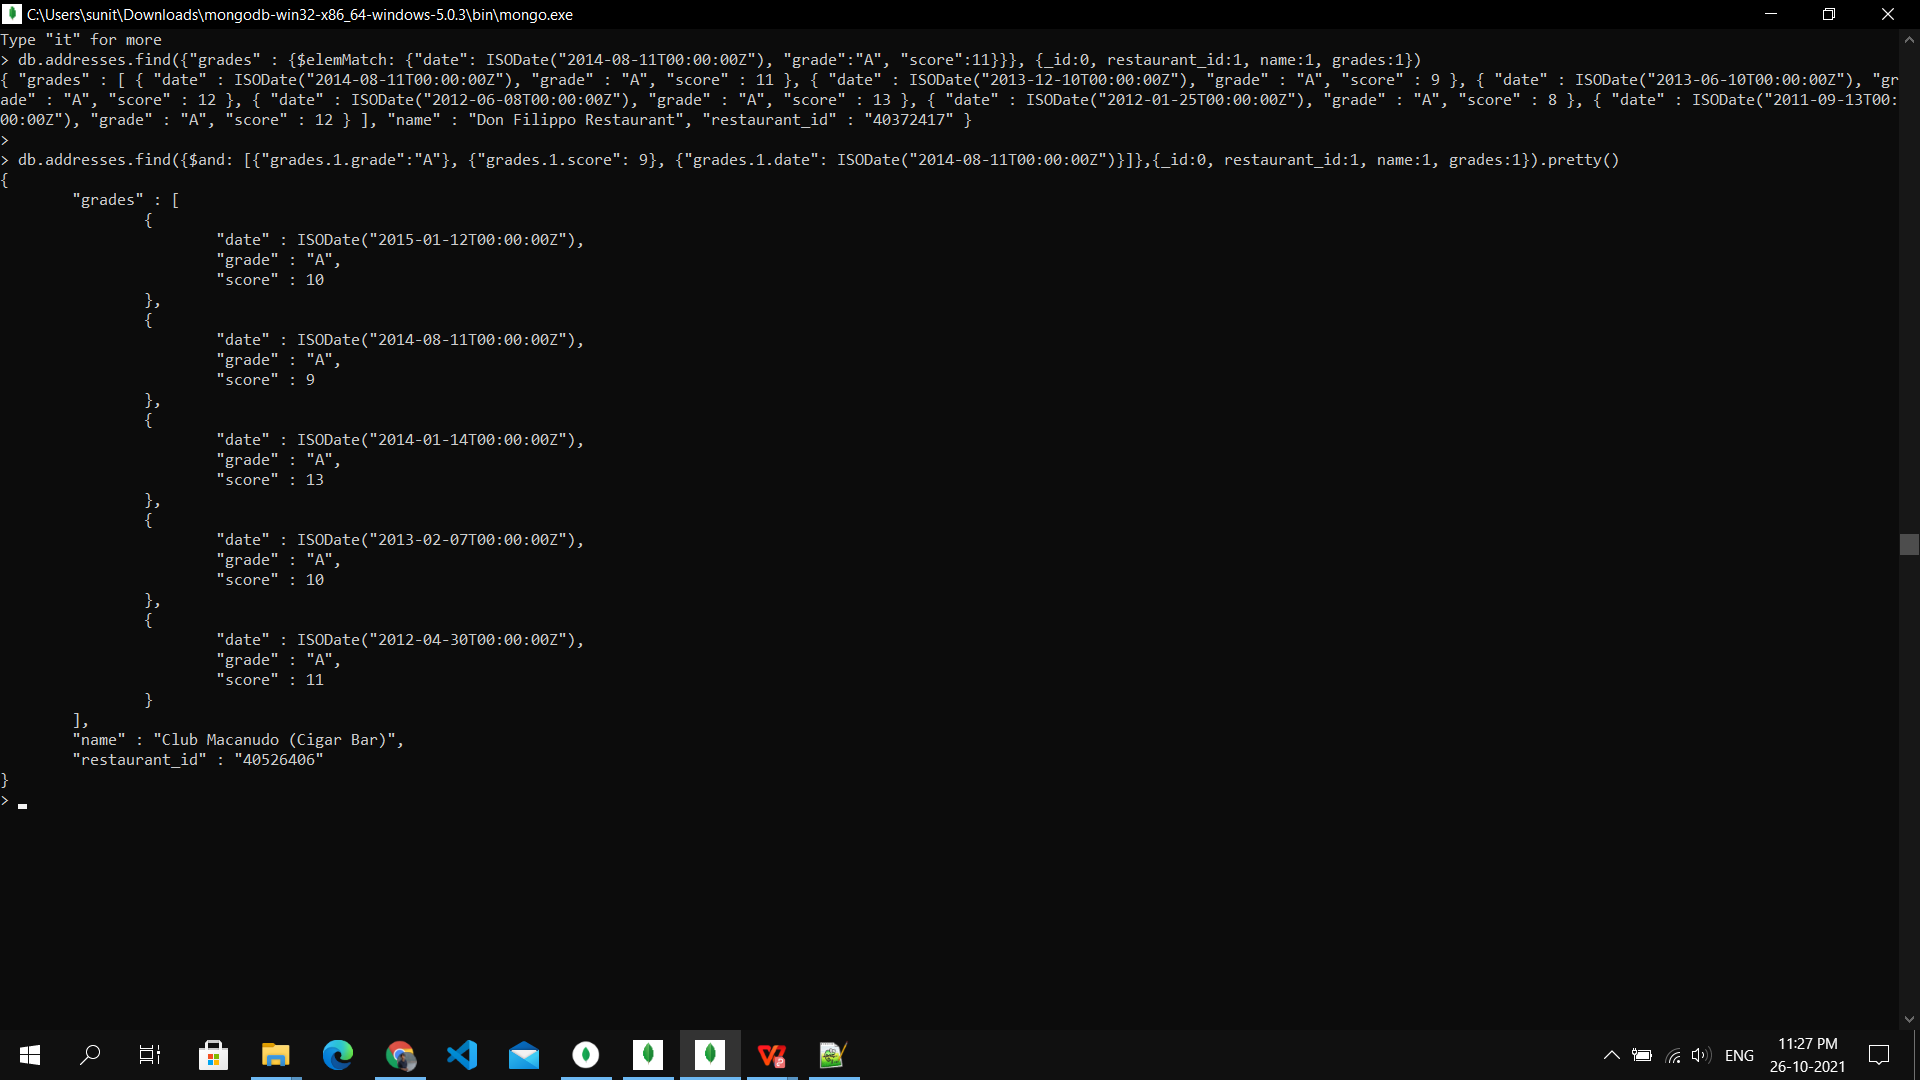 C:\Users\sunit\Downloads\mongodb-win32-x86_64-windows-5.0.3\bin\mongo.exe
Type "it" for more
> db.addresses.find({"grades" : {$elemMatch: {"date": ISODate("2014-08-11T00:00:00Z"), "grade":"A", "score":11}}}, {_id:0, restaurant_id:1, name:1, grades:1})
{ "grades" : [ { "date" : ISODate("2014-08-11T00:00:00Z"), "grade" : "A", "score" : 11 }, { "date" : ISODate("2013-12-10T00:00:00Z"), "grade" : "A", "score" : 9 }, { "date" : ISODate("2013-06-10T00:00:00Z"), "gr
ade" : "A", "score" : 12 }, { "date" : ISODate("2012-06-08T00:00:00Z"), "grade" : "A", "score" : 13 }, { "date" : ISODate("2012-01-25T00:00:00Z"), "grade" : "A", "score" : 8 }, { "date" : ISODate("2011-09-13T00:
00:00Z"), "grade" : "A", "score" : 12 } ], "name" : "Don Filippo Restaurant", "restaurant_id" : "40372417" }
>
> db.addresses.find({$and: [{"grades.1.grade":"A"}, {"grades.1.score": 9}, {"grades.1.date": ISODate("2014-08-11T00:00:00Z")}]},{_id:0, restaurant_id:1, name:1, grades:1}).pretty()
{
"grades" : [
{
"date" : ISODate("2015-01-12T00:00:00Z"),
"grade" : "A",
"score" : 10
},
{
"date" : ISODate("2014-08-11T00:00:00Z"),
"grade" : "A",
"score" : 9
},
{
"date" : ISODate("2014-01-14T00:00:00Z"),
"grade" : "A",
"score" : 13
},
{
"date" : ISODate("2013-02-07T00:00:00Z"),
"grade" : "A",
"score" : 10
},
{
"date" : ISODate("2012-04-30T00:00:00Z"),
"grade" : "A",
"score" : 11
}
],
"name" : "Club Macanudo (Cigar Bar)",
"restaurant_id" : "40526406"
}
>
ENG
11:27 PM
26-10-2021